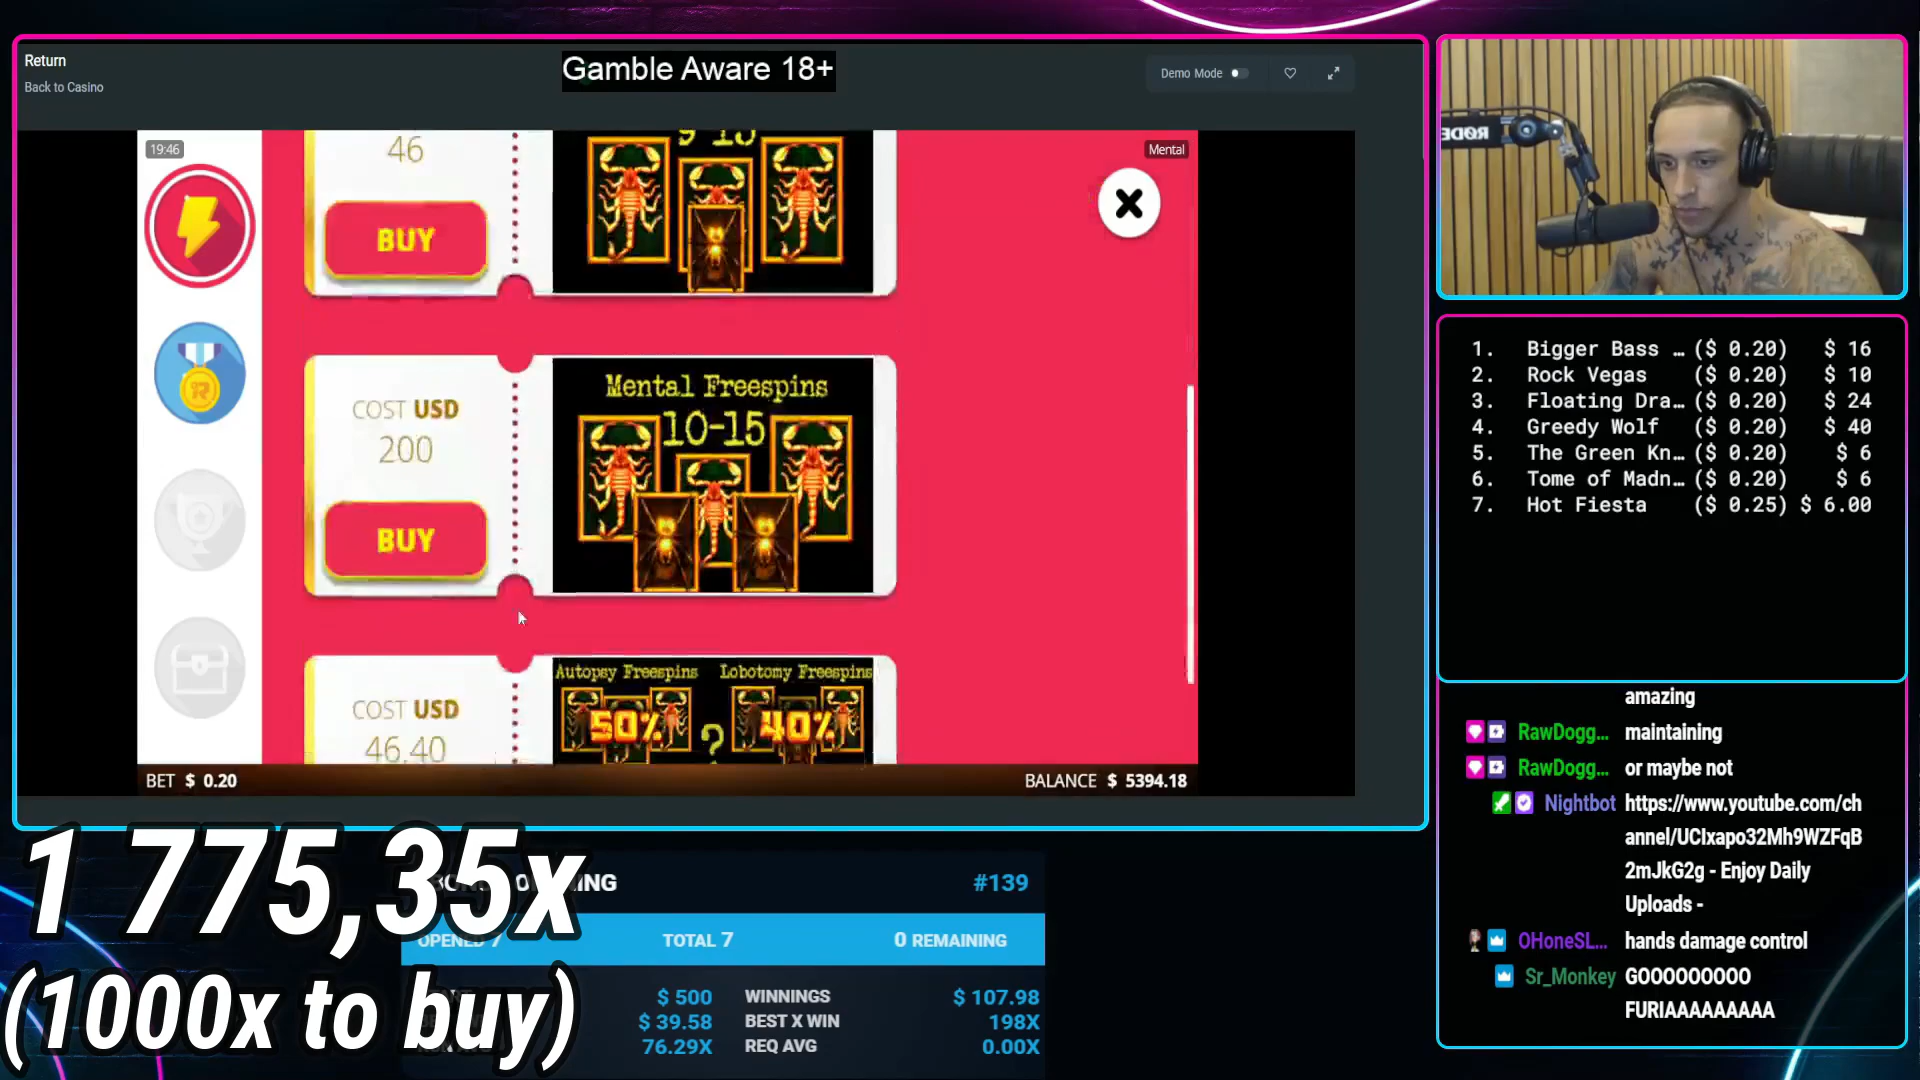 Return
Back to Casino
Gamble Aware 18+
Demo Mode
19:46
Mental
46
9-15
BUY
COST USD
200
BUY
Mental Freespins
10-15
COST USD
46,40
Autopsy Freespins
50%
?
Lobotomy Freespins
40%
BET $ 0.20
BALANCE $ 5394.18
RØDE
1. Bigger Bass … ($ 0.20) $ 16
2. Rock Vegas ($ 0.20) $ 10
3. Floating Dra… ($ 0.20) $ 24
4. Greedy Wolf ($ 0.20) $ 40
5. The Green Kn… ($ 0.20) $ 6
6. Tome of Madn… ($ 0.20) $ 6
7. Hot Fiesta ($ 0.25) $ 6.00
amazing
RawDogg... maintaining
RawDogg... or maybe not
Nightbot https://www.youtube.com/ch
annel/UCIxapo32Mh9WZFqB
2mJkG2g - Enjoy Daily
Uploads -
OHoneSL... hands damage control
Sr_Monkey GOOOOOOOOO
FURIAAAAAAAAA
1 775,35x
(1000x to buy)
#139
OPENED 7
TOTAL 7
0 REMAINING
$ 500
WINNINGS
$ 107.98
$ 39.58
BEST X WIN
198X
76.29X
REQ AVG
0.00X